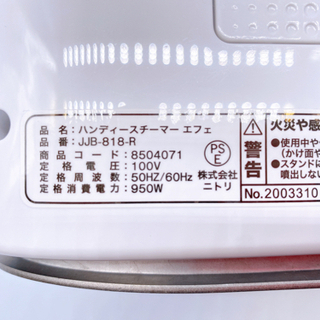 品名:ハンディースチーマー エフェ
品番:JJB-818-R
商品コード:8504071
定格電圧:100V
定格周波数:50HZ/60Hz
定格消費電力:950W
PS
E
株式会社
ニトリ
警告
火災や感
●使用中や
(かけ面や
●スタンドに
噴出しない
No.2003310